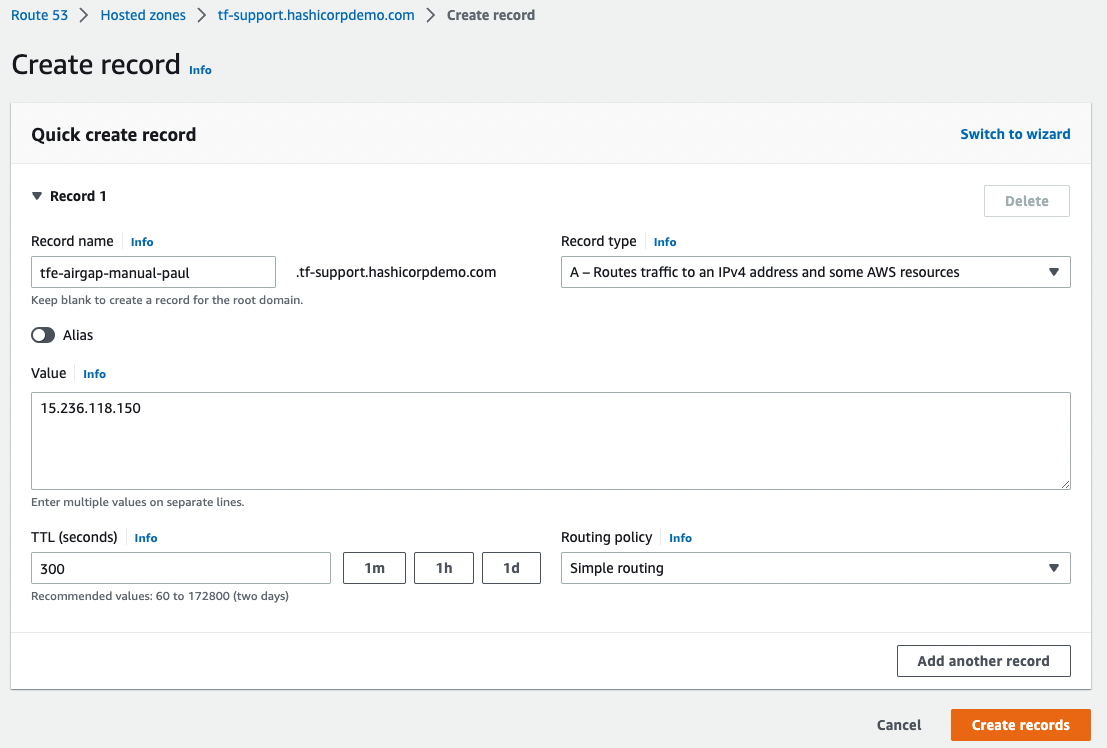 Route 53 > Hosted zones > tf-support.hashicorpdemo.com > Create record
Create record Info
Quick create record Switch to wizard
Record 1 Delete
Record name Info Record type Info
tfe-airgap-manual-paul .tf-support.hashicorpdemo.com A – Routes traffic to an IPv4 address and some AWS resources
Keep blank to create a record for the root domain.
Alias
Value Info
15.236.118.150
Enter multiple values on separate lines.
TTL (seconds) Info Routing policy Info
300 1m 1h 1d Simple routing
Recommended values: 60 to 172800 (two days)
Add another record
Cancel Create records